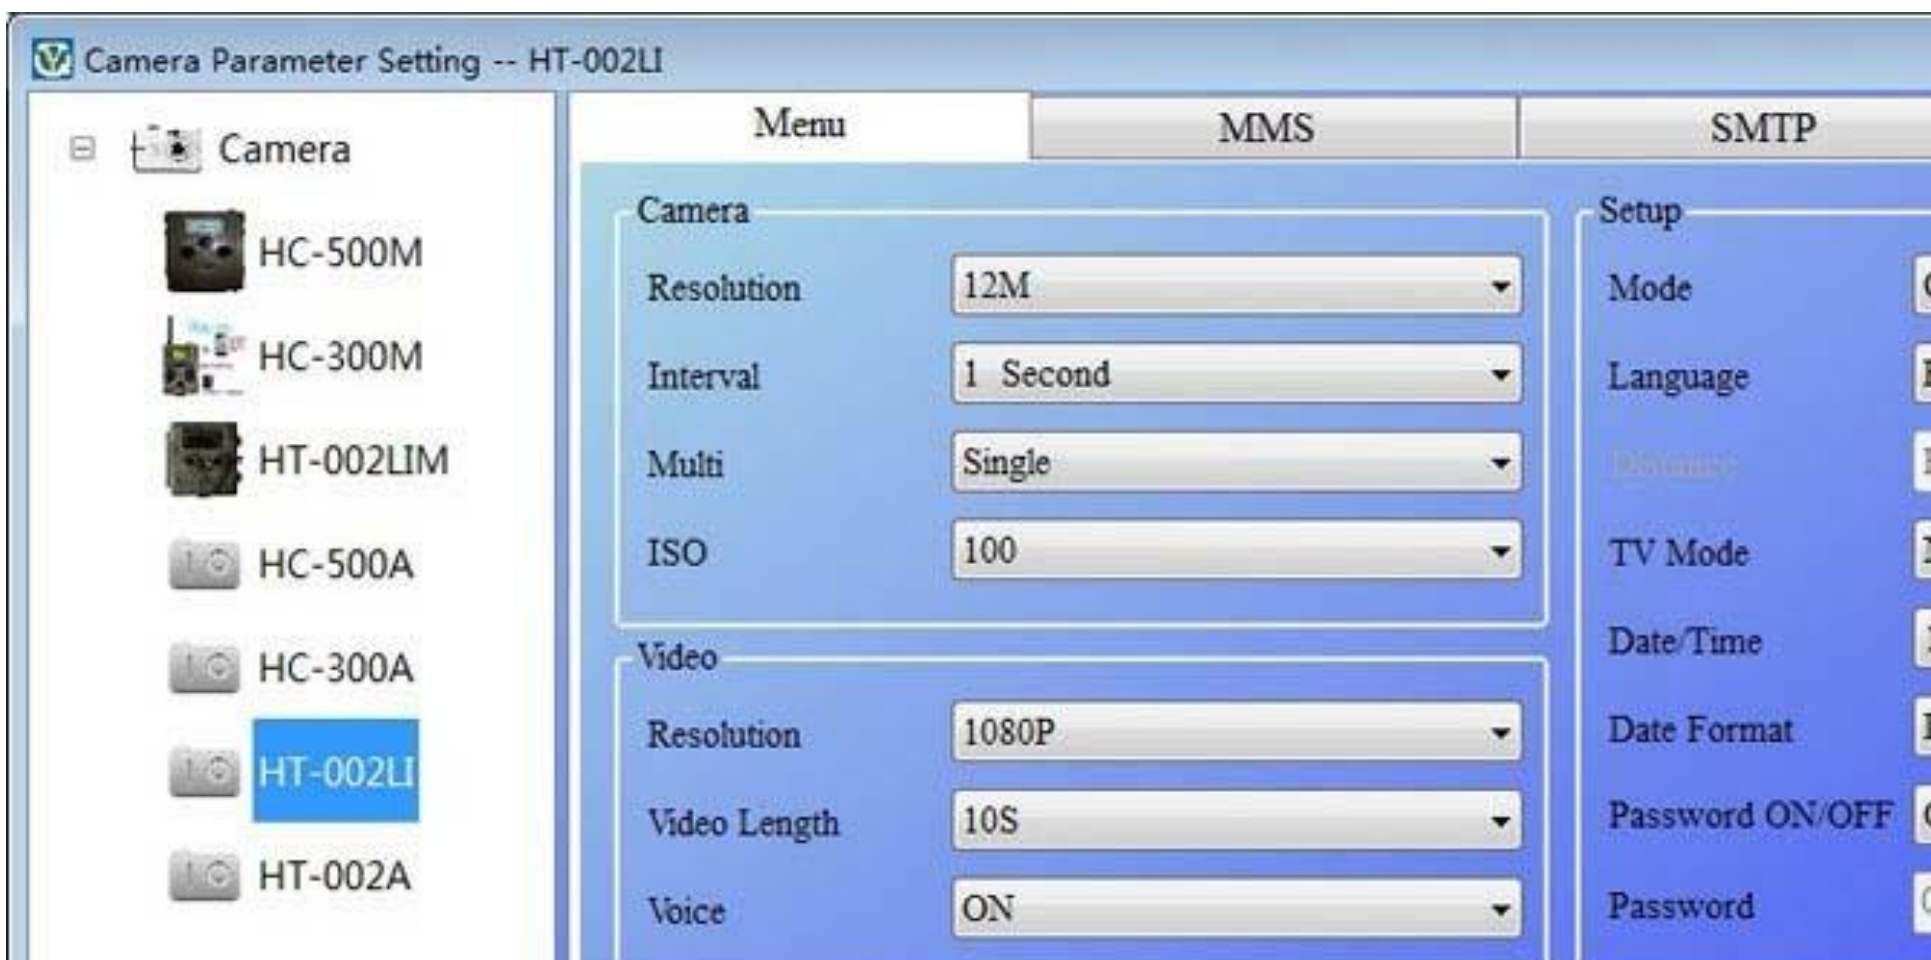 Camera Parameter Setting -- HT-002LI
Camera
HC-500M
HC-300M
HT-002LIM
HC-500A
HC-300A
HT-002LI
HT-002A
Menu MMS SMTP
Camera
Resolution 12M
Interval 1 Second
Multi Single
ISO 100
Video
Resolution 1080P
Video Length 10S
Voice ON
Setup
Mode
Language
TV Mode
Date/Time
Date Format
Password ON/OFF
Password